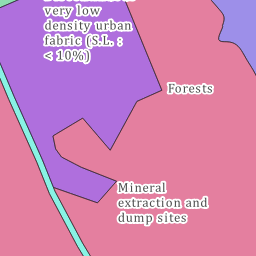 very low
density urban
fabric (S.L. :
< 10%)
Forests
Mineral
extraction and
dump sites